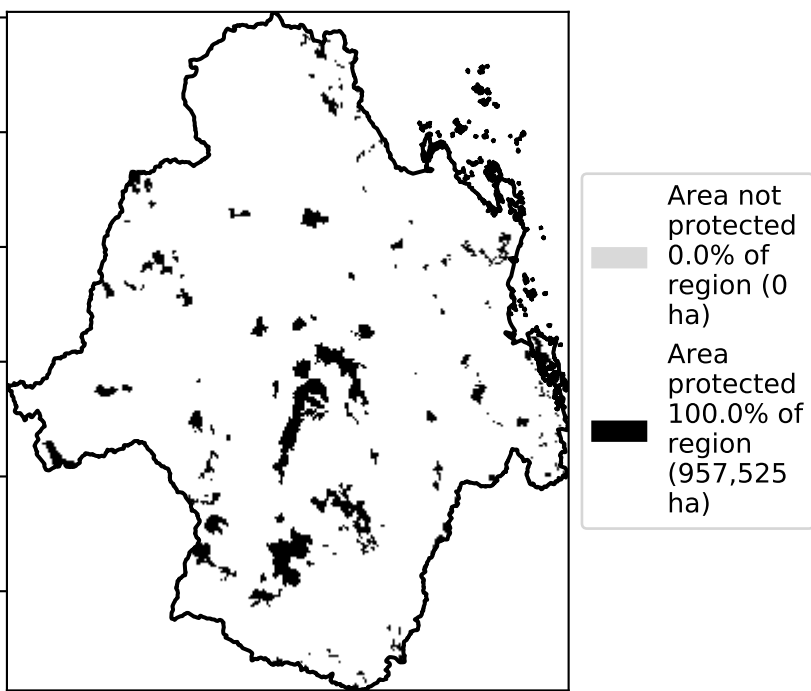 Area not
protected
0.0% of
region (0
ha)
Area
protected
100.0% of
region
(957,525
ha)